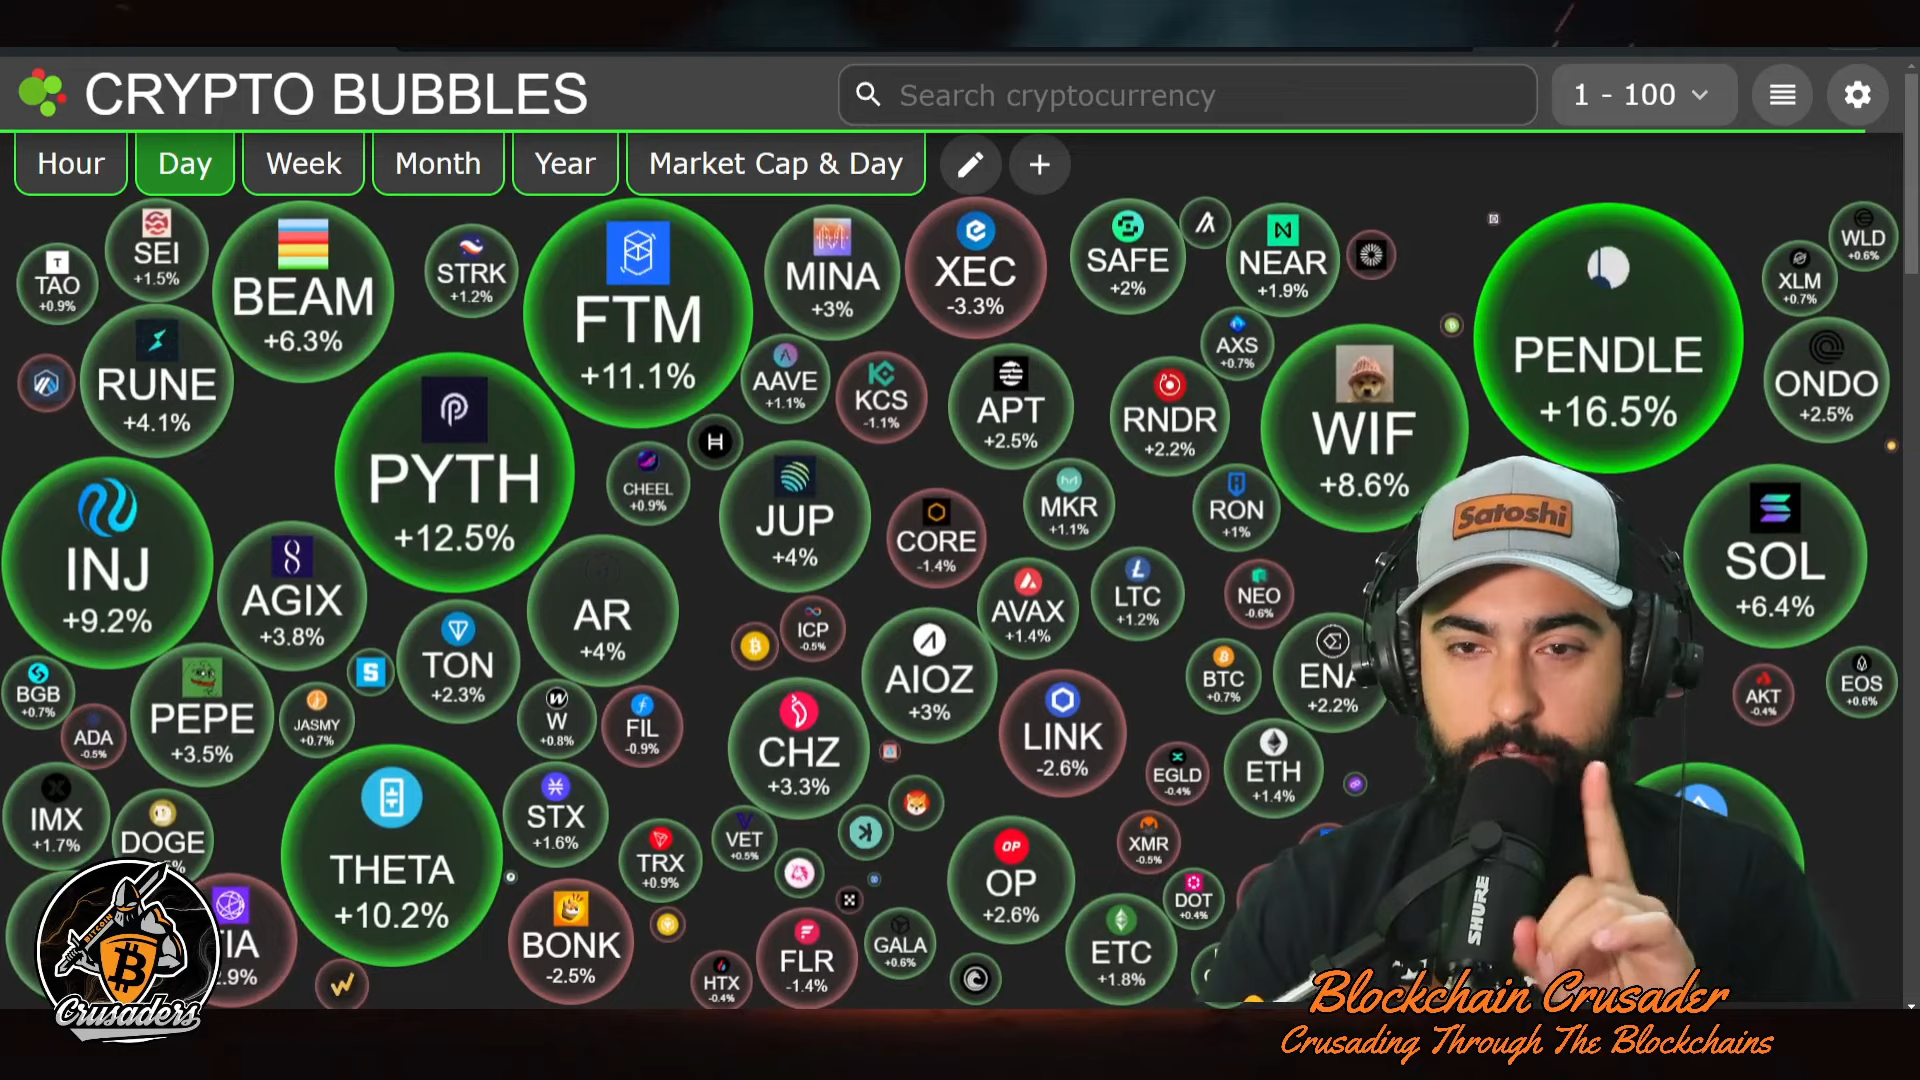 CRYPTO BUBBLES
Search cryptocurrency
1 - 100
Hour
Day
Week
Month
Year
Market Cap & Day
TAO
+0.9%
SEI
+1.5%
BEAM
+6.3%
STRK
+1.2%
FTM
+11.1%
MINA
+3%
XEC
-3.3%
SAFE
+2%
NEAR
+1.9%
PENDLE
+16.5%
XLM
+0.7%
WLD
+0.6%
RUNE
+4.1%
PYTH
+12.5%
AAVE
+1.1%
KCS
-1.1%
APT
+2.5%
AXS
+0.7%
RNDR
+2.2%
WIF
+8.6%
ONDO
+2.5%
INJ
+9.2%
AGIX
+3.8%
CHEEL
+0.9%
JUP
+4%
CORE
-1.4%
MKR
+1.1%
RON
+1%
Satoshi
SOL
+6.4%
AR
+4%
TON
+2.3%
ICP
-0.5%
AVAX
+1.4%
LTC
+1.2%
NEO
-0.6%
BGB
+0.7%
ADA
-0.5%
PEPE
+3.5%
JASMY
+0.7%
W
+0.8%
FIL
-0.9%
CHZ
+3.3%
AIOZ
+3%
LINK
-2.6%
BTC
+0.7%
ENA
+2.2%
AKT
-0.4%
EOS
+0.6%
IMX
+1.7%
DOGE
THETA
+10.2%
STX
+1.6%
TRX
+0.9%
VET
+0.5%
OP
OP
+2.6%
EGLD
-0.4%
ETH
+1.4%
XMR
-0.5%
DOT
+0.4%
BONK
-2.5%
HTX
-0.4%
FLR
-1.4%
GALA
+0.6%
ETC
+1.8%
SHURE
BITCOIN
Crusaders
Blockchain Crusader
Crusading Through The Blockchains